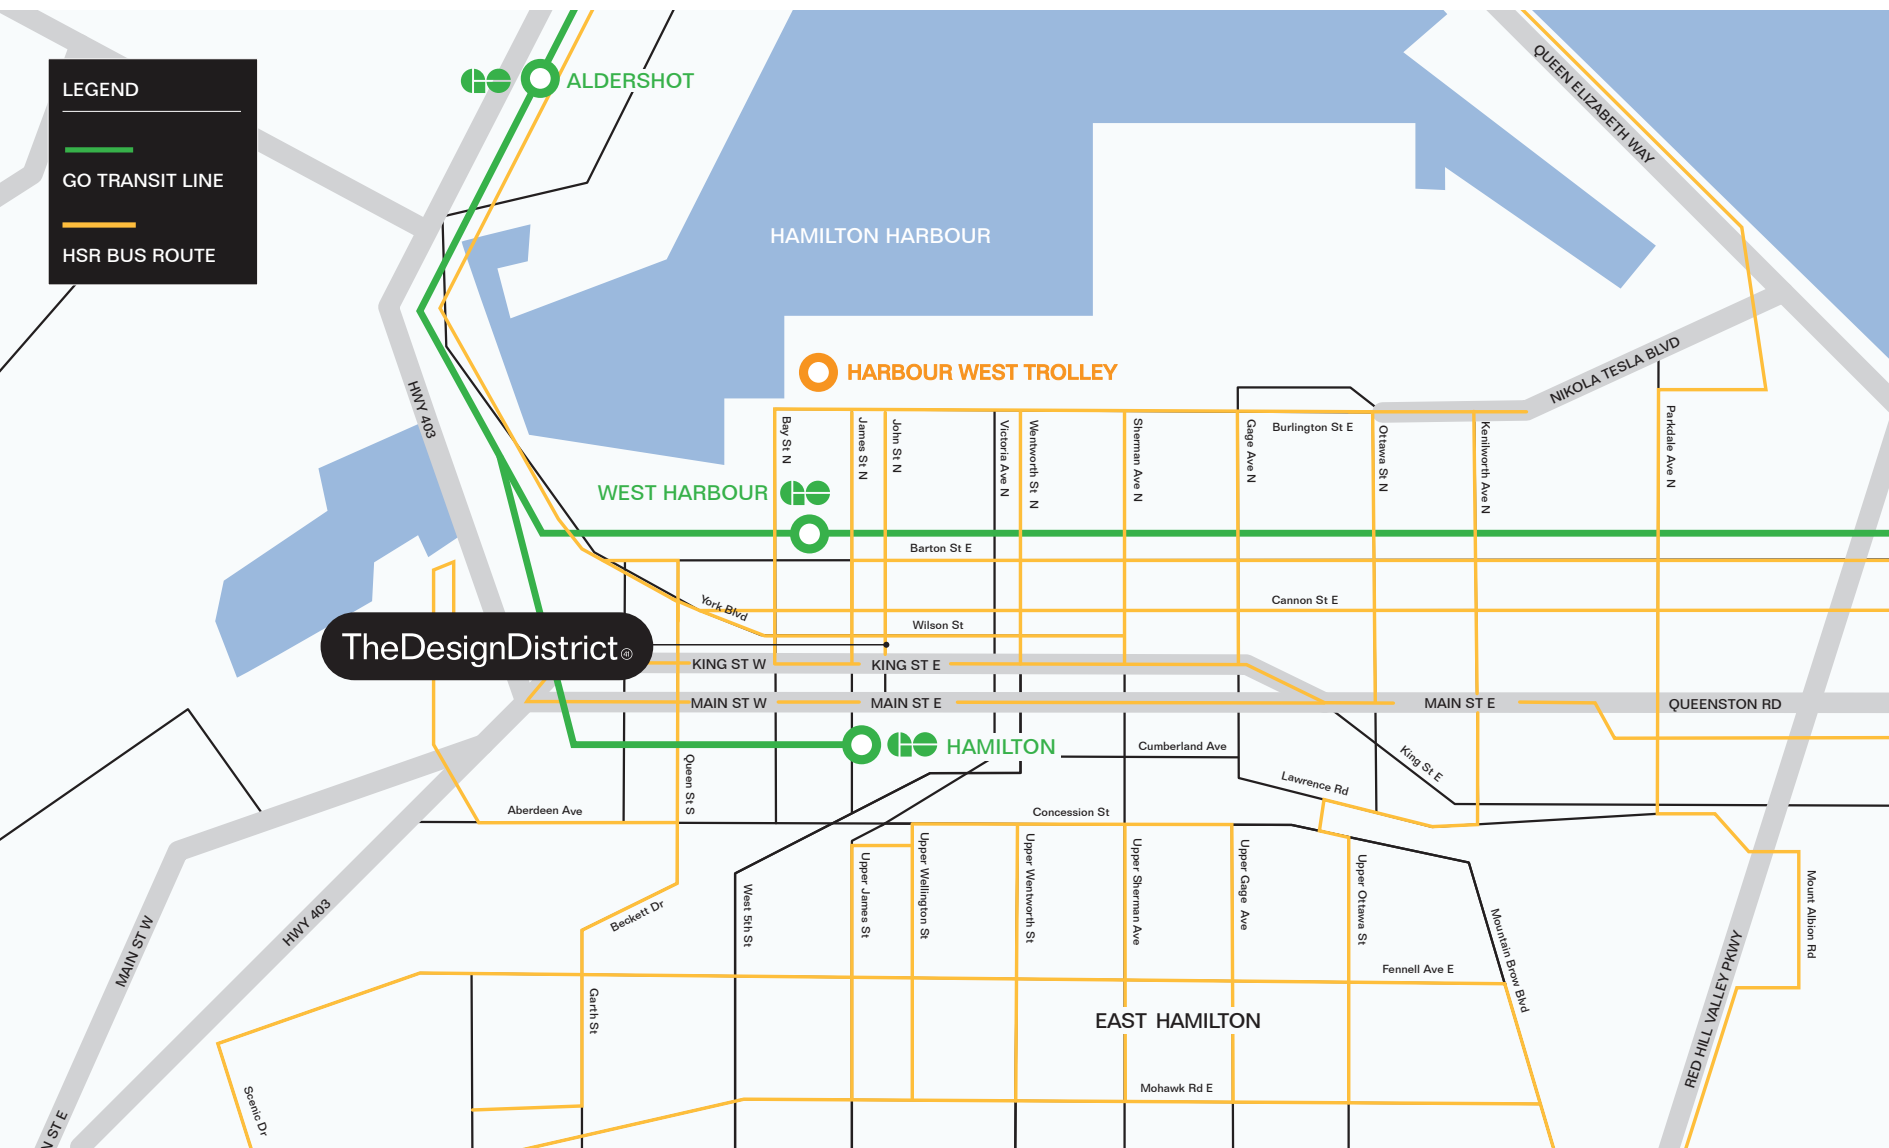 LEGEND
GO TRANSIT LINE
HSR BUS ROUTE
ALDERSHOT
QUEEN ELIZABETH WAY
HAMILTON HARBOUR
HARBOUR WEST TROLLEY
NIKOLA TESLA BLVD
HWY 403
Bay St N
James St N
John St N
Victoria Ave N
Wentworth St N
Sherman Ave N
Gage Ave N
Burlington St E
Ottawa St N
Kenilworth Ave N
Parkdale Ave N
WEST HARBOUR
Barton St E
York Blvd
Cannon St E
Wilson St
TheDesignDistrict
KING ST W
KING ST E
MAIN ST W
MAIN ST E
MAIN ST E
QUEENSTON RD
HAMILTON
Cumberland Ave
King St E
Queen St S
Lawrence Rd
Aberdeen Ave
Concession St
Upper James St
Upper Wellington St
Upper Wentworth St
Upper Sherman Ave
Upper Gage Ave
Upper Ottawa St
Mount Albion Rd
West 5th St
Beckett Dr
HWY 403
MAIN ST W
Mountain Brow Blvd
RED HILL VALLEY PKWY
Fennell Ave E
Garth St
EAST HAMILTON
Mohawk Rd E
Scenic Dr
N ST E